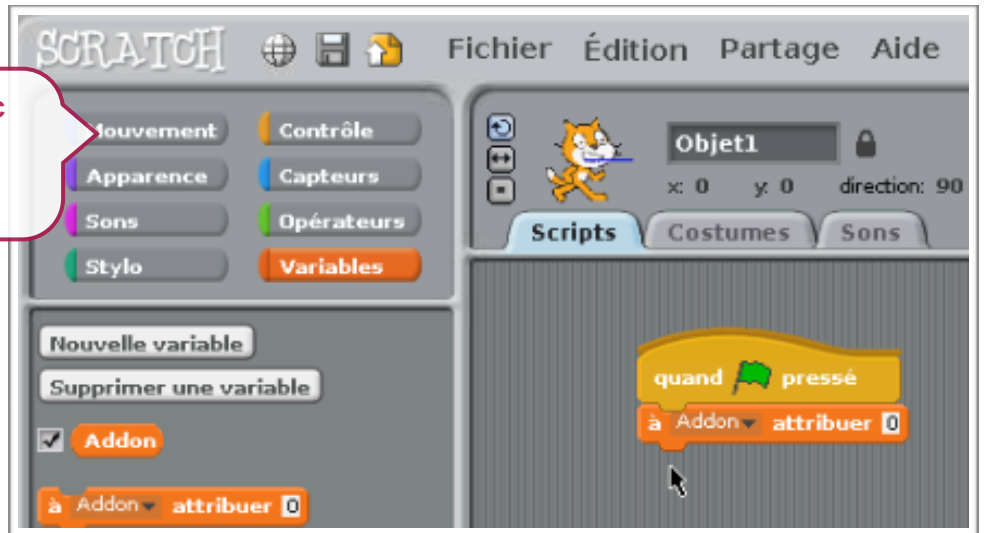 SCRATCH Fichier Édition Partage Aide
Mouvement Contrôle
Apparence Capteurs
Sons Opérateurs
Stylo Variables
Objet1
x: 0 y: 0 direction: 90
Scripts Costumes Sons
Nouvelle variable
Supprimer une variable
Addon
à Addon attribuer 0
quand pressé
à Addon attribuer 0